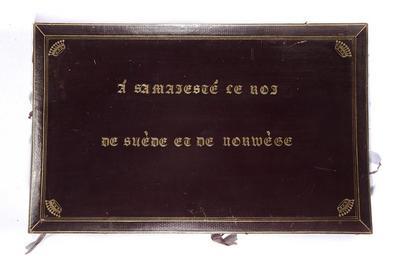 Á SA MAJESTÉ LE ROI
DE SUÈDE ET DE NORWÈGE